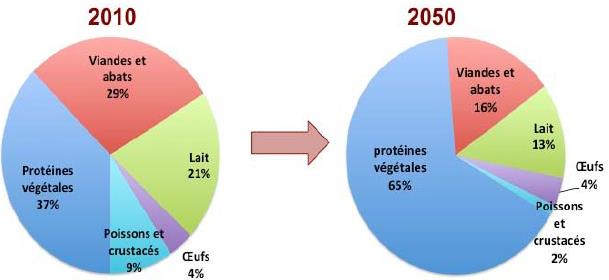 2010
Viandes et
abats
29%
Lait
21%
Œufs
4%
Poissons et
crustacés
9%
Protéines
végétales
37%
2050
Viandes et
abats
16%
Lait
13%
Œufs
4%
Poissons
et
crustacés
2%
protéines
végétales
65%